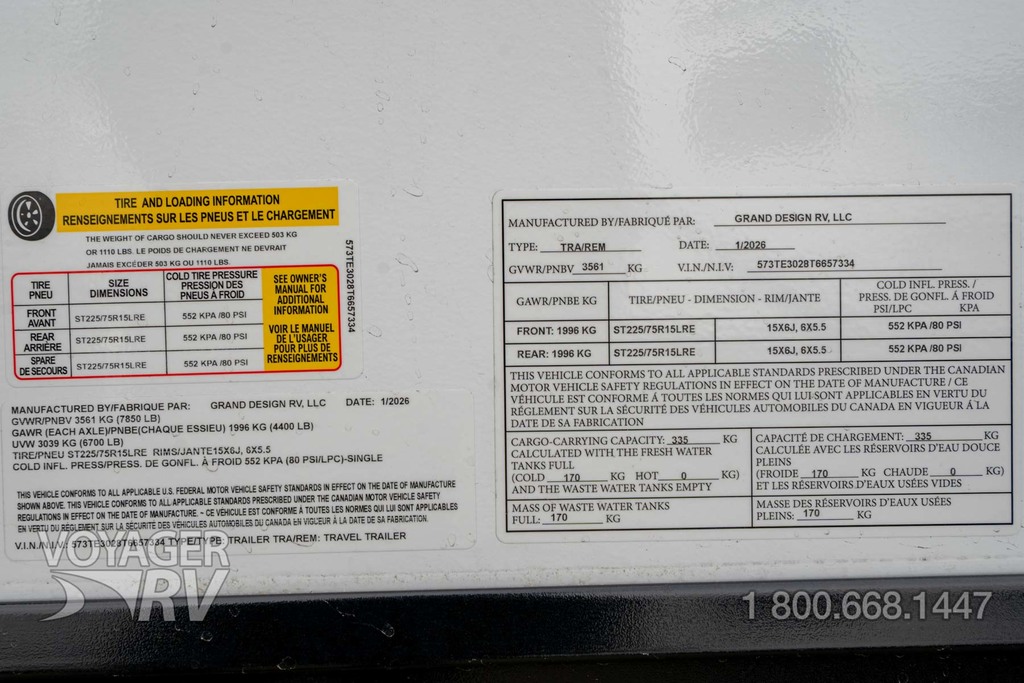 TIRE AND LOADING INFORMATION
RENSEIGNEMENTS SUR LES PNEUS ET LE CHARGEMENT
THE WEIGHT OF CARGO SHOULD NEVER EXCEED 503 KG
OR 1110 LBS. LE POIDS DE CHARGEMENT NE DEVRAIT
JAMAIS EXCÉDER 503 KG OU 1110 LBS.
TIRE PNEU SIZE DIMENSIONS COLD TIRE PRESSURE PRESSION DES PNEUS À FROID
FRONT AVANT ST225/75R15LRE 552 KPA /80 PSI
REAR ARRIÈRE ST225/75R15LRE 552 KPA /80 PSI
SPARE DE SECOURS ST225/75R15LRE 552 KPA /80 PSI
SEE OWNER'S
MANUAL FOR
ADDITIONAL
INFORMATION
VOIR LE MANUEL
DE L'USAGER
POUR PLUS DE
RENSEIGNEMENTS
573TE3028T6657334
MANUFACTURED BY/FABRIQUÉ PAR: GRAND DESIGN RV, LLC DATE: 1/2026
GVWR/PNBV 3561 KG (7850 LB)
GAWR (EACH AXLE)/PNBE(CHAQUE ESSIEU) 1996 KG (4400 LB)
UVW 3039 KG (6700 LB)
TIRE/PNEU ST225/75R15LRE RIMS/JANTE15X6J, 6X5.5
COLD INFL. PRESS/PRESS. DE GONFL. À FROID 552 KPA (80 PSI/LPC)-SINGLE
THIS VEHICLE CONFORMS TO ALL APPLICABLE U.S. FEDERAL MOTOR VEHICLE SAFETY STANDARDS IN EFFECT ON THE DATE OF MANUFACTURE
SHOWN ABOVE. THIS VEHICLE CONFORMS TO ALL APPLICABLE STANDARDS PRESCRIBED UNDER THE CANADIAN MOTOR VEHICLE SAFETY
REGULATIONS IN EFFECT ON THE DATE OF MANUFACTURE. - CE VÉHICULE EST CONFORME À TOUTES LES NORMES QUI LUI SONT APPLICABLES
EN VERTU DU RÉGLEMENT SUR LA SÉCURITÉ DES VÉHICULES AUTOMOBILES DU CANADA EN VIGUEUR À LA DATE DE SA FABRICATION.
V.I.N./N.I.V.: 573TE3028T6657334 TYPE/TYPE: TRAILER TRA/REM: TRAVEL TRAILER
MANUFACTURED BY/FABRIQUÉ PAR: GRAND DESIGN RV, LLC
TYPE: TRA/REM DATE: 1/2026
GVWR/PNBV 3561 KG V.I.N./N.I.V: 573TE3028T6657334
GAWR/PNBE KG TIRE/PNEU - DIMENSION - RIM/JANTE COLD INFL. PRESS. / PRESS. DE GONFL. Á FROID PSI/LPC KPA
FRONT: 1996 KG ST225/75R15LRE 15X6J, 6X5.5 552 KPA /80 PSI
REAR: 1996 KG ST225/75R15LRE 15X6J, 6X5.5 552 KPA /80 PSI
THIS VEHICLE CONFORMS TO ALL APPLICABLE STANDARDS PRESCRIBED UNDER THE CANADIAN
MOTOR VEHICLE SAFETY REGULATIONS IN EFFECT ON THE DATE OF MANUFACTURE / CE
VÉHICULE EST CONFORME Á TOUTES LES NORMES QUI LUI-SONT APPLICABLES EN VERTU DU
RÉGLEMENT SUR LA SÉCURITÉ DES VÉHICULES AUTOMOBILES DU CANADA EN VIGUEUR À LA
DATE DE SA FABRICATION
CARGO-CARRYING CAPACITY: 335 KG
CALCULATED WITH THE FRESH WATER
TANKS FULL
(COLD 170 KG HOT 0 KG)
AND THE WASTE WATER TANKS EMPTY
CAPACITÉ DE CHARGEMENT: 335 KG
CALCULÉE AVEC LES RÉSERVOIRS D'EAU DOUCE
PLEINS
(FROIDE 170 KG CHAUDE 0 KG)
ET LES RÉSERVOIRS D'EAUX USÉES VIDES
MASS OF WASTE WATER TANKS
FULL: 170 KG
MASSE DES RÉSERVOIRS D'EAUX USÉES
PLEINS: 170 KG
VOYAGER
RV
1 800.668.1447